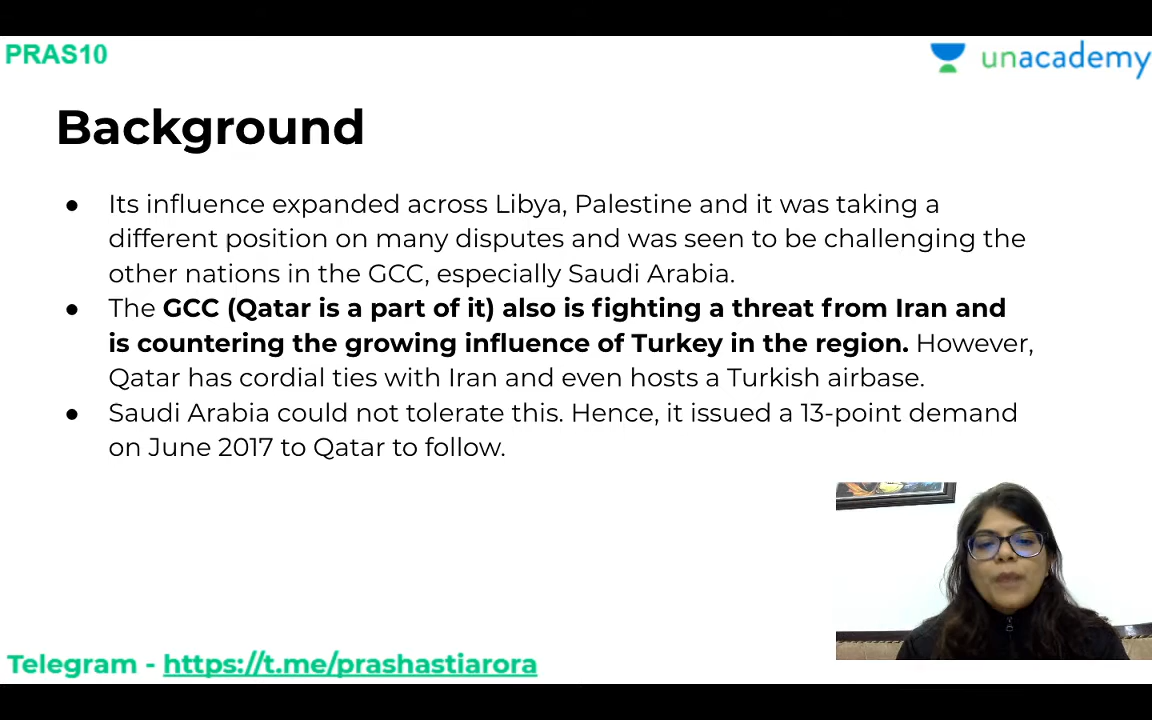 PRAS10
unacademy
Background
● Its influence expanded across Libya, Palestine and it was taking a
different position on many disputes and was seen to be challenging the
other nations in the GCC, especially Saudi Arabia.
● The GCC (Qatar is a part of it) also is fighting a threat from Iran and
is countering the growing influence of Turkey in the region. However,
Qatar has cordial ties with Iran and even hosts a Turkish airbase.
● Saudi Arabia could not tolerate this. Hence, it issued a 13-point demand
on June 2017 to Qatar to follow.
Telegram - https://t.me/prashastiarora